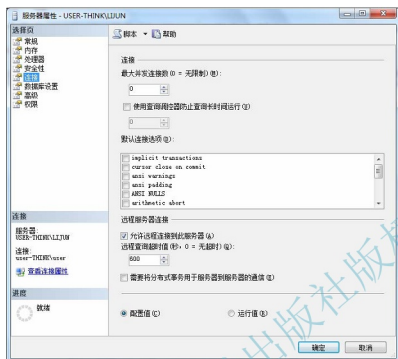 服务器属性 - USER-THINK\LIJUN
选择页
常规
内存
处理器
安全性
连接
数据库设置
高级
权限
脚本
帮助
连接
最大并发连接数(0 = 无限制)(M):
0
使用查询调控器防止查询长时间运行(Q)
0
默认连接选项(D):
implicit transactions
cursor close on commit
ansi warnings
ansi padding
ANSI NULLS
arithmetic abort
远程服务器连接
允许远程连接到此服务器(A)
远程查询超时值(秒，0 = 无超时)(Q):
600
需要将分布式事务用于服务器到服务器的通信(R)
连接
服务器:
USER-THINK\LIJUN
连接:
user-THINK\user
查看连接属性
进度
就绪
配置值(C)
运行值(R)
确定
取消
出版社版